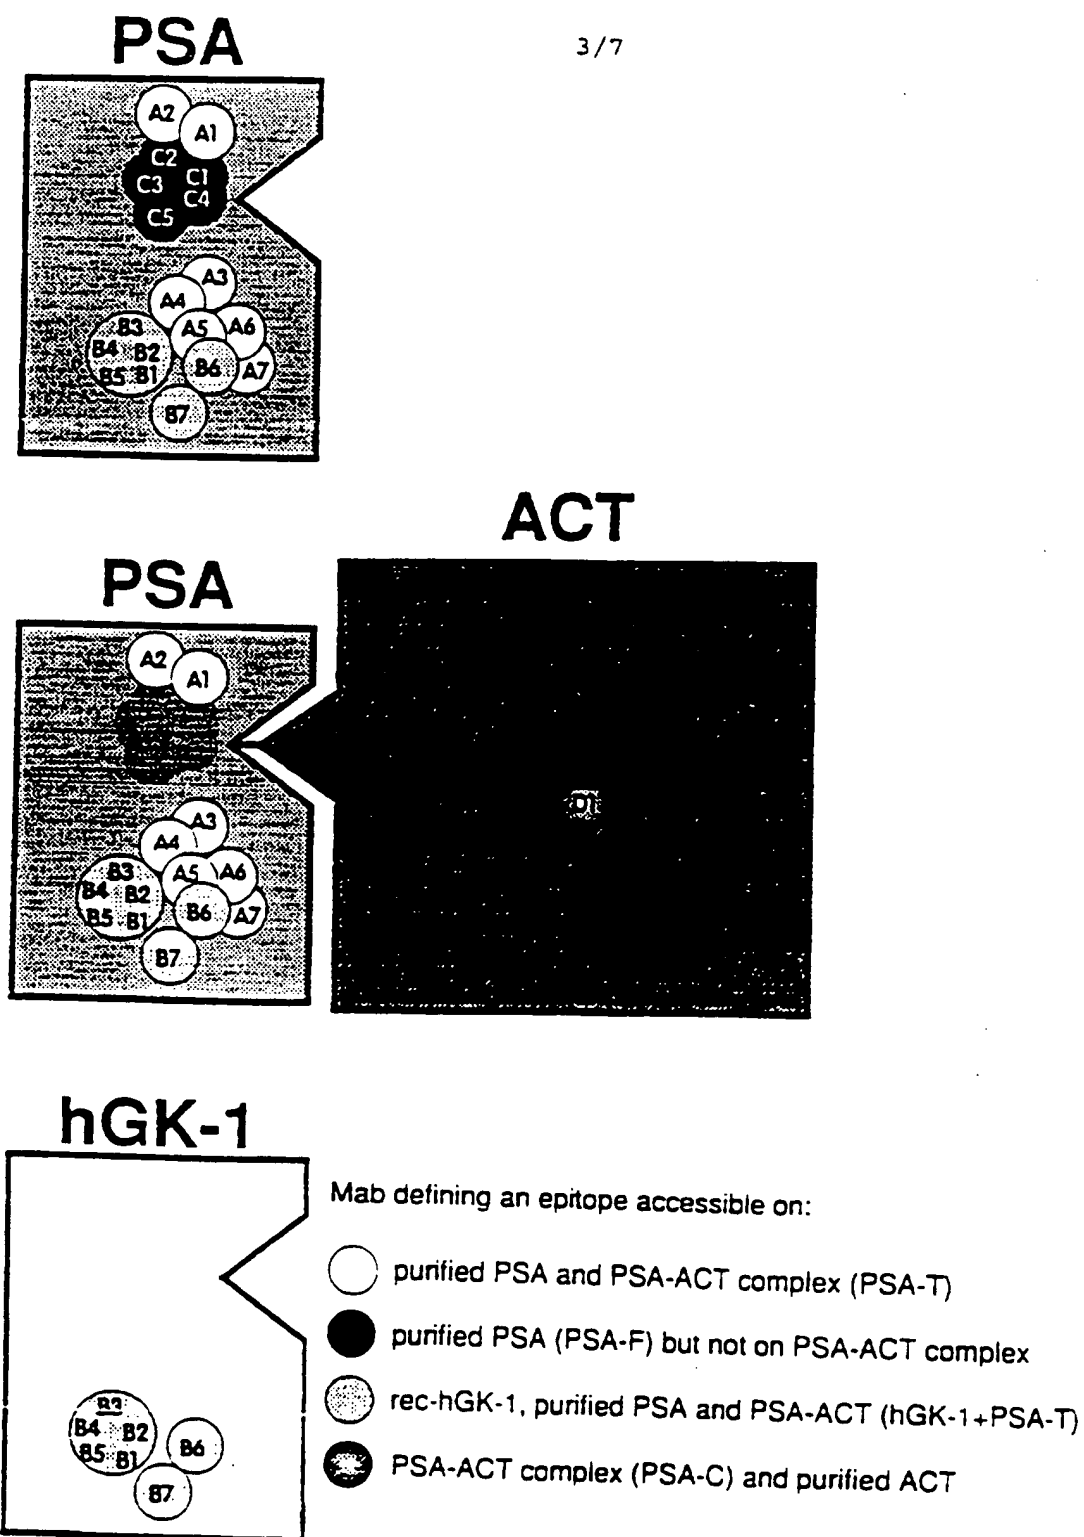 PSA
3/7
A2
A1
C2
C3 C1
C4
C5
A3
A4
A5 A6
B3
B4 B2
B5 B1
B6 A7
B7
ACT
PSA
A2
A1
D1
A3
A4
A5 A6
B3
B4 B2
B5 B1
B6 A7
B7
hGK-1
Mab defining an epitope accessible on:
purified PSA and PSA-ACT complex (PSA-T)
purified PSA (PSA-F) but not on PSA-ACT complex
rec-hGK-1, purified PSA and PSA-ACT (hGK-1+PSA-T)
PSA-ACT complex (PSA-C) and purified ACT
B3
B4 B2
B5 B1
B6
B7